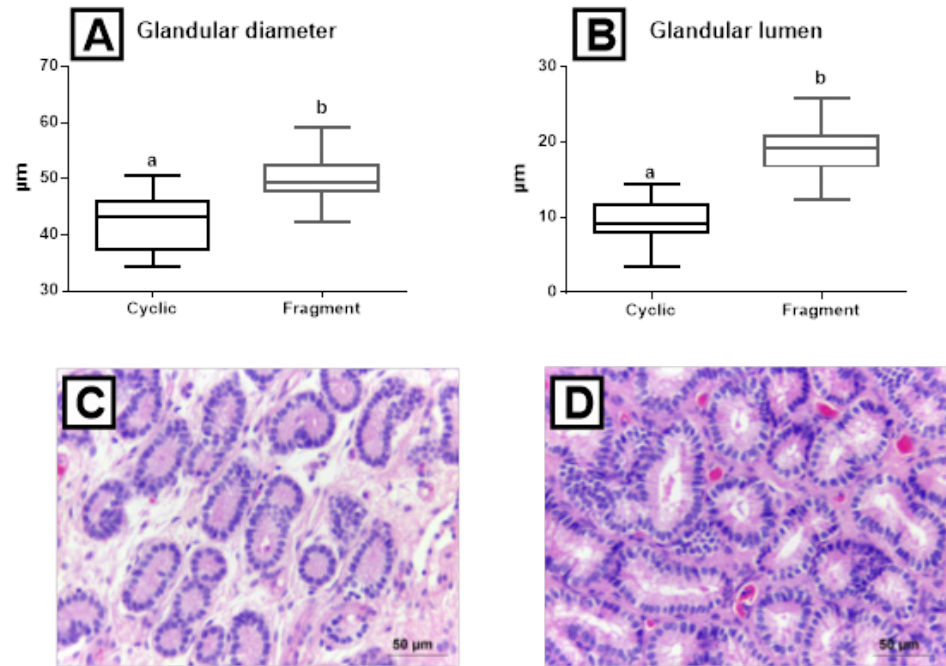 A Glandular diameter
70
60
50
40
30
µm
a
b
Cyclic
Fragment
B Glandular lumen
30
20
10
0
µm
a
b
Cyclic
Fragment
C
50 µm
D
50 µm